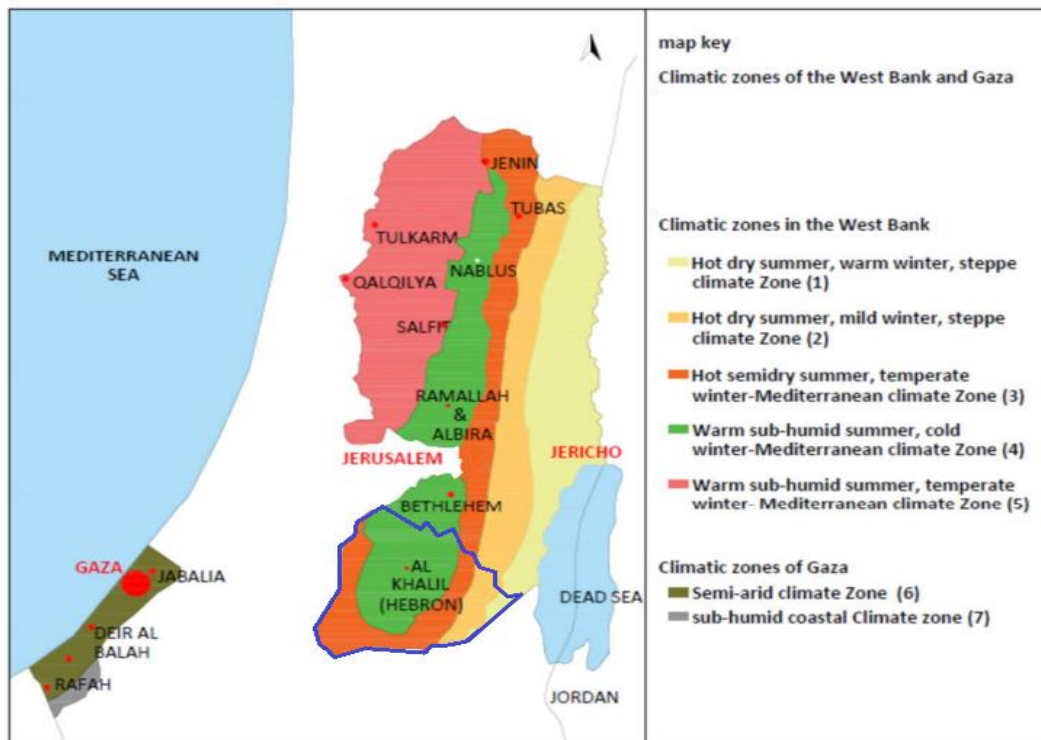 map key
Climatic zones of the West Bank and Gaza
Climatic zones in the West Bank
Hot dry summer, warm winter, steppe
climate Zone (1)
Hot dry summer, mild winter, steppe
climate Zone (2)
Hot semidry summer, temperate
winter-Mediterranean climate Zone (3)
Warm sub-humid summer, cold
winter-Mediterranean climate Zone (4)
Warm sub-humid summer, temperate
winter- Mediterranean climate Zone (5)
Climatic zones of Gaza
Semi-arid climate Zone (6)
sub-humid coastal Climate zone (7)
MEDITERRANEAN
SEA
JENIN
TUBAS
TULKARM
NABLUS
QALQILYA
SALFIT
RAMALLAH
&
ALBIRA
JERUSALEM
JERICHO
BETHLEHEM
AL
KHALIL
(HEBRON)
DEAD SEA
JORDAN
GAZA
JABALIA
DEIR AL
BALAH
RAFAH